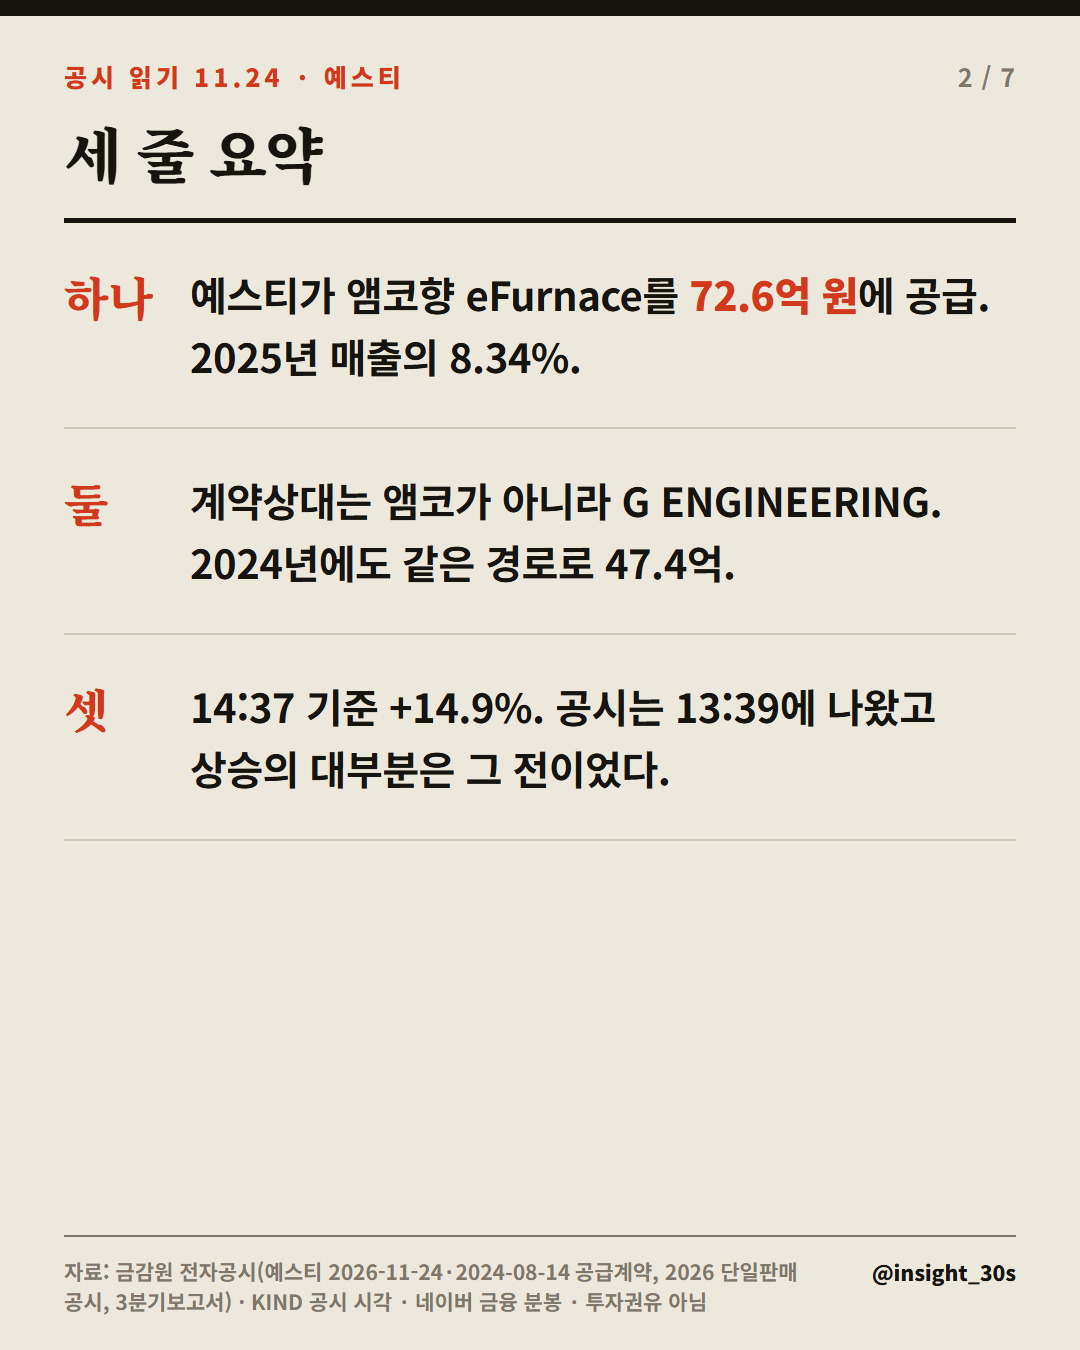 공시 읽기 11.24 · 예스티
2 / 7
세 줄 요약
하나
예스티가 앰코향 eFurnace를 72.6억 원에 공급.
2025년 매출의 8.34%.
둘
계약상대는 앰코가 아니라 G ENGINEERING.
2024년에도 같은 경로로 47.4억.
셋
14:37 기준 +14.9%. 공시는 13:39에 나왔고
상승의 대부분은 그 전이었다.
자료: 금감원 전자공시(예스티 2026-11-24·2024-08-14 공급계약, 2026 단일판매
공시, 3분기보고서) · KIND 공시 시각 · 네이버 금융 분봉 · 투자권유 아님
@insight_30s